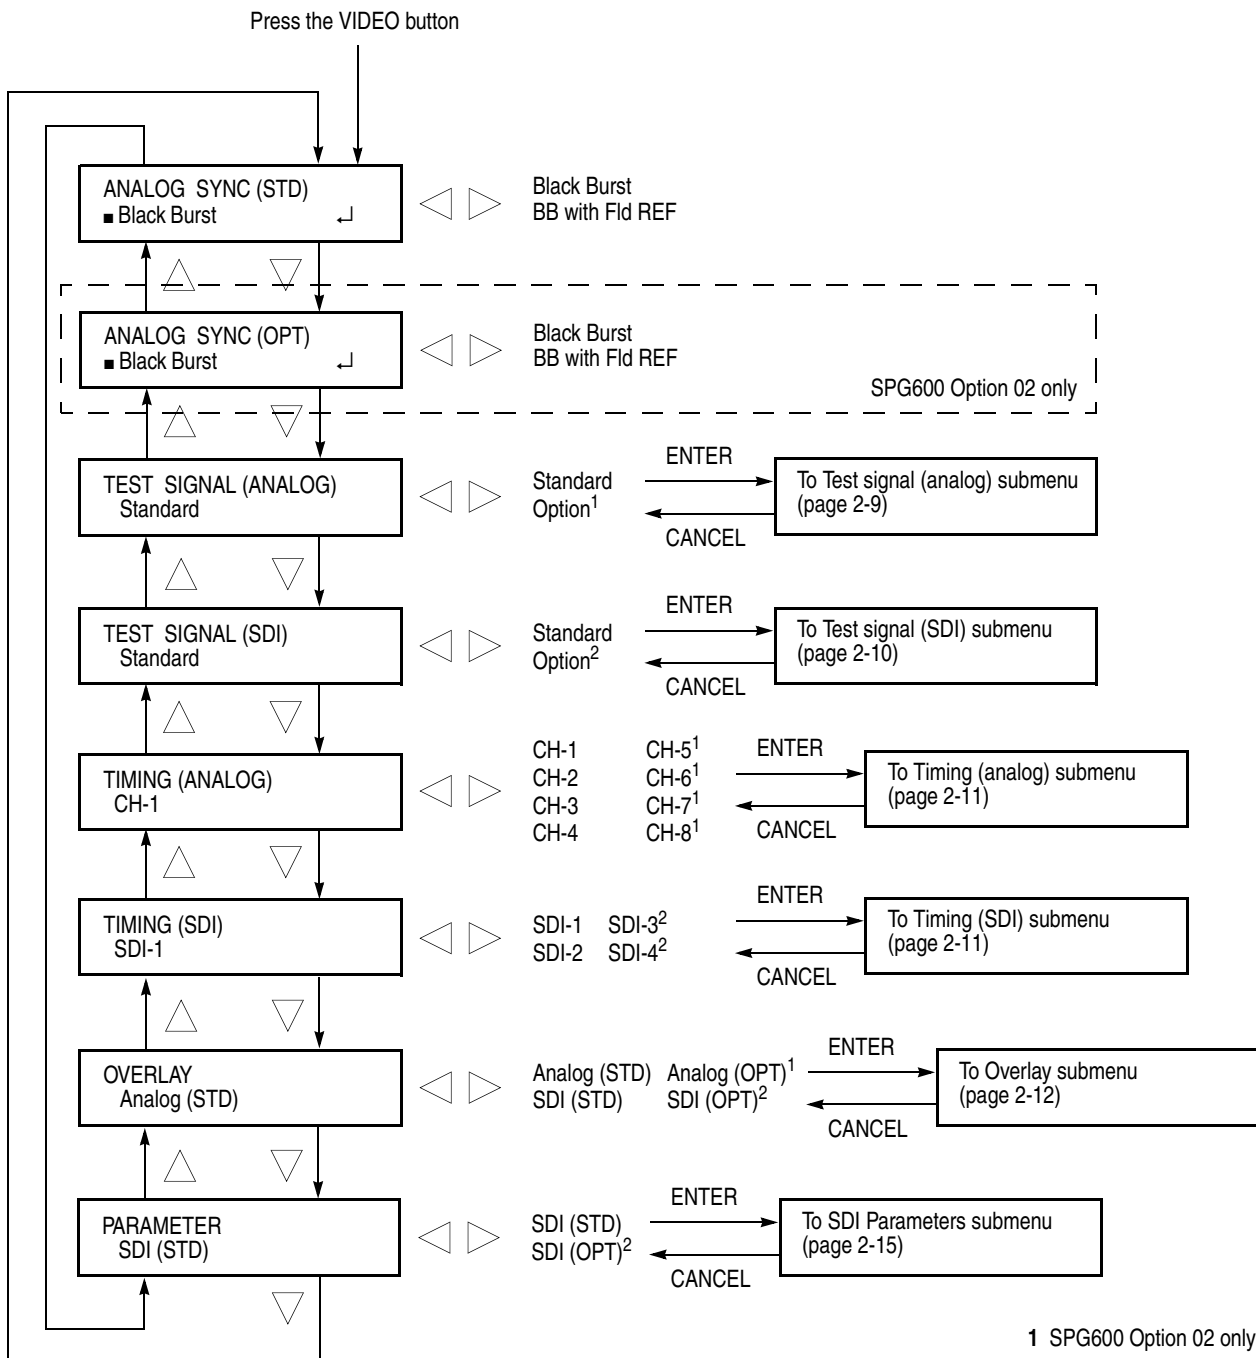 Press the VIDEO button
ANALOG SYNC (STD)
■ Black Burst ↵
Black Burst
BB with Fld REF
ANALOG SYNC (OPT)
■ Black Burst ↵
Black Burst
BB with Fld REF
SPG600 Option 02 only
TEST SIGNAL (ANALOG)
Standard
Standard
Option1
ENTER
CANCEL
To Test signal (analog) submenu
(page 2-9)
TEST SIGNAL (SDI)
Standard
Standard
Option2
ENTER
CANCEL
To Test signal (SDI) submenu
(page 2-10)
TIMING (ANALOG)
CH-1
CH-1 CH-51
CH-2 CH-61
CH-3 CH-71
CH-4 CH-81
ENTER
CANCEL
To Timing (analog) submenu
(page 2-11)
TIMING (SDI)
SDI-1
SDI-1 SDI-32
SDI-2 SDI-42
ENTER
CANCEL
To Timing (SDI) submenu
(page 2-11)
OVERLAY
Analog (STD)
Analog (STD) Analog (OPT)1
SDI (STD) SDI (OPT)2
ENTER
CANCEL
To Overlay submenu
(page 2-12)
PARAMETER
SDI (STD)
SDI (STD)
SDI (OPT)2
ENTER
CANCEL
To SDI Parameters submenu
(page 2-15)
1 SPG600 Option 02 only